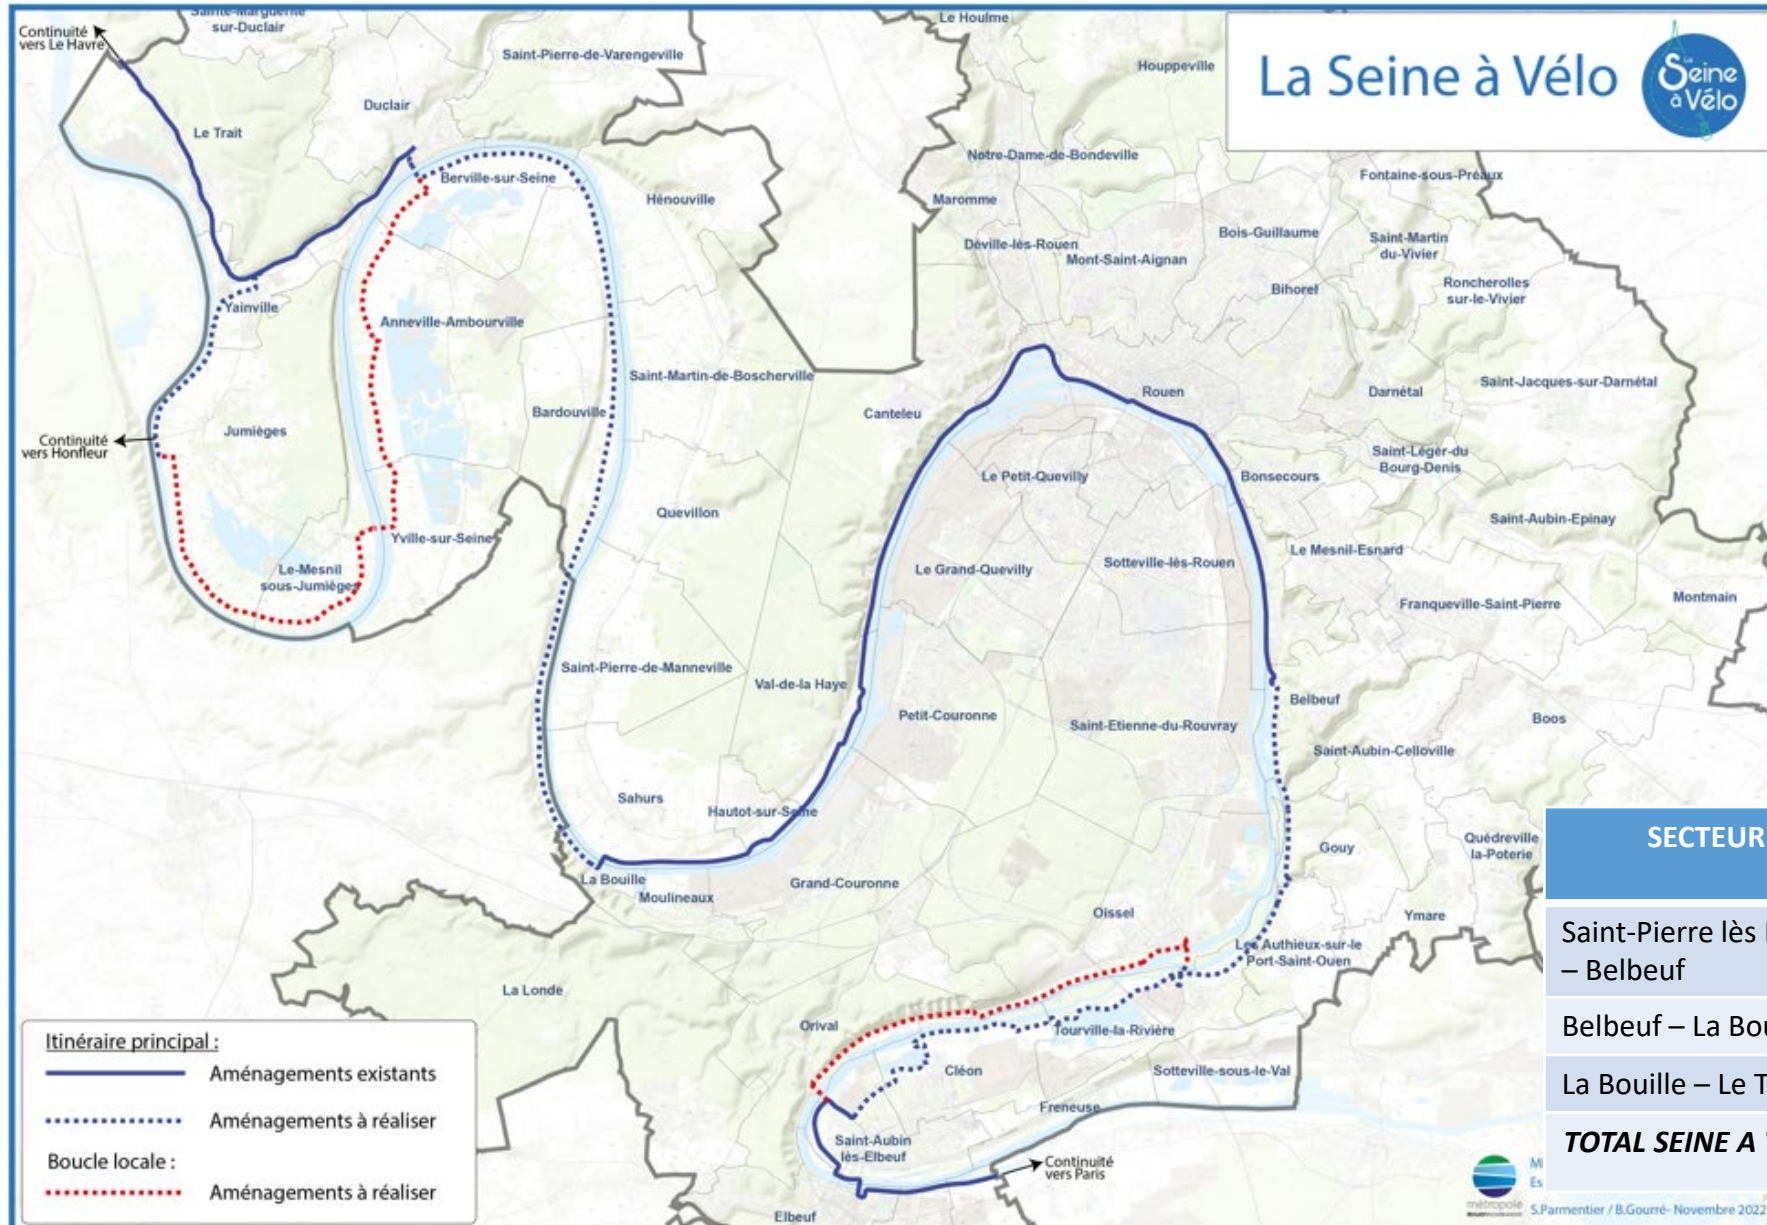 La Seine à Vélo
La
Seine
à Vélo
Continuité
vers Le Havre
Sainte-Marguerite
sur-Duclair
Saint-Pierre-de-Varengeville
Le Houlme
Houppeville
Duclair
Le Trait
Notre-Dame-de-Bondeville
Fontaine-sous-Préaux
Berville-sur-Seine
Hénouville
Maromme
Déville-lès-Rouen
Mont-Saint-Aignan
Bois-Guillaume
Saint-Martin
du-Vivier
Bihorel
Roncherolles
sur-le-Vivier
Yainville
Anneville-Ambourville
Saint-Martin-de-Boscherville
Rouen
Darnétal
Saint-Jacques-sur-Darnétal
Bardouville
Canteleu
Jumièges
Continuité
vers Honfleur
Saint-Léger-du
Bourg-Denis
Le Petit-Quevilly
Bonsecours
Quevillon
Saint-Aubin-Epinay
Yville-sur-Seine
Le Mesnil-Esnard
Le-Mesnil
sous-Jumièges
Le Grand-Quevilly
Sotteville-lès-Rouen
Franqueville-Saint-Pierre
Montmain
Saint-Pierre-de-Manneville
Val-de-la Haye
Belbeuf
Petit-Couronne
Saint-Etienne-du-Rouvray
Boos
Saint-Aubin-Celloville
Sahurs
Hautot-sur-Seine
Gouy
Quédreville
la-Poterie
La Bouille
Moulineaux
Grand-Couronne
Oissel
Ymare
Les Authieux-sur-le
Port-Saint-Ouen
La Londe
Orival
Tourville-la-Rivière
Cléon
Sotteville-sous-le-Val
Freneuse
Saint-Aubin
lès-Elbeuf
Continuité
vers Paris
Elbeuf
Itinéraire principal :
Aménagements existants
Aménagements à réaliser
Boucle locale :
Aménagements à réaliser
SECTEUR
Saint-Pierre lès
– Belbeuf
Belbeuf – La Bou
La Bouille – Le T
TOTAL SEINE A
métropole
S.Parmentier / B.Gourré- Novembre 2022